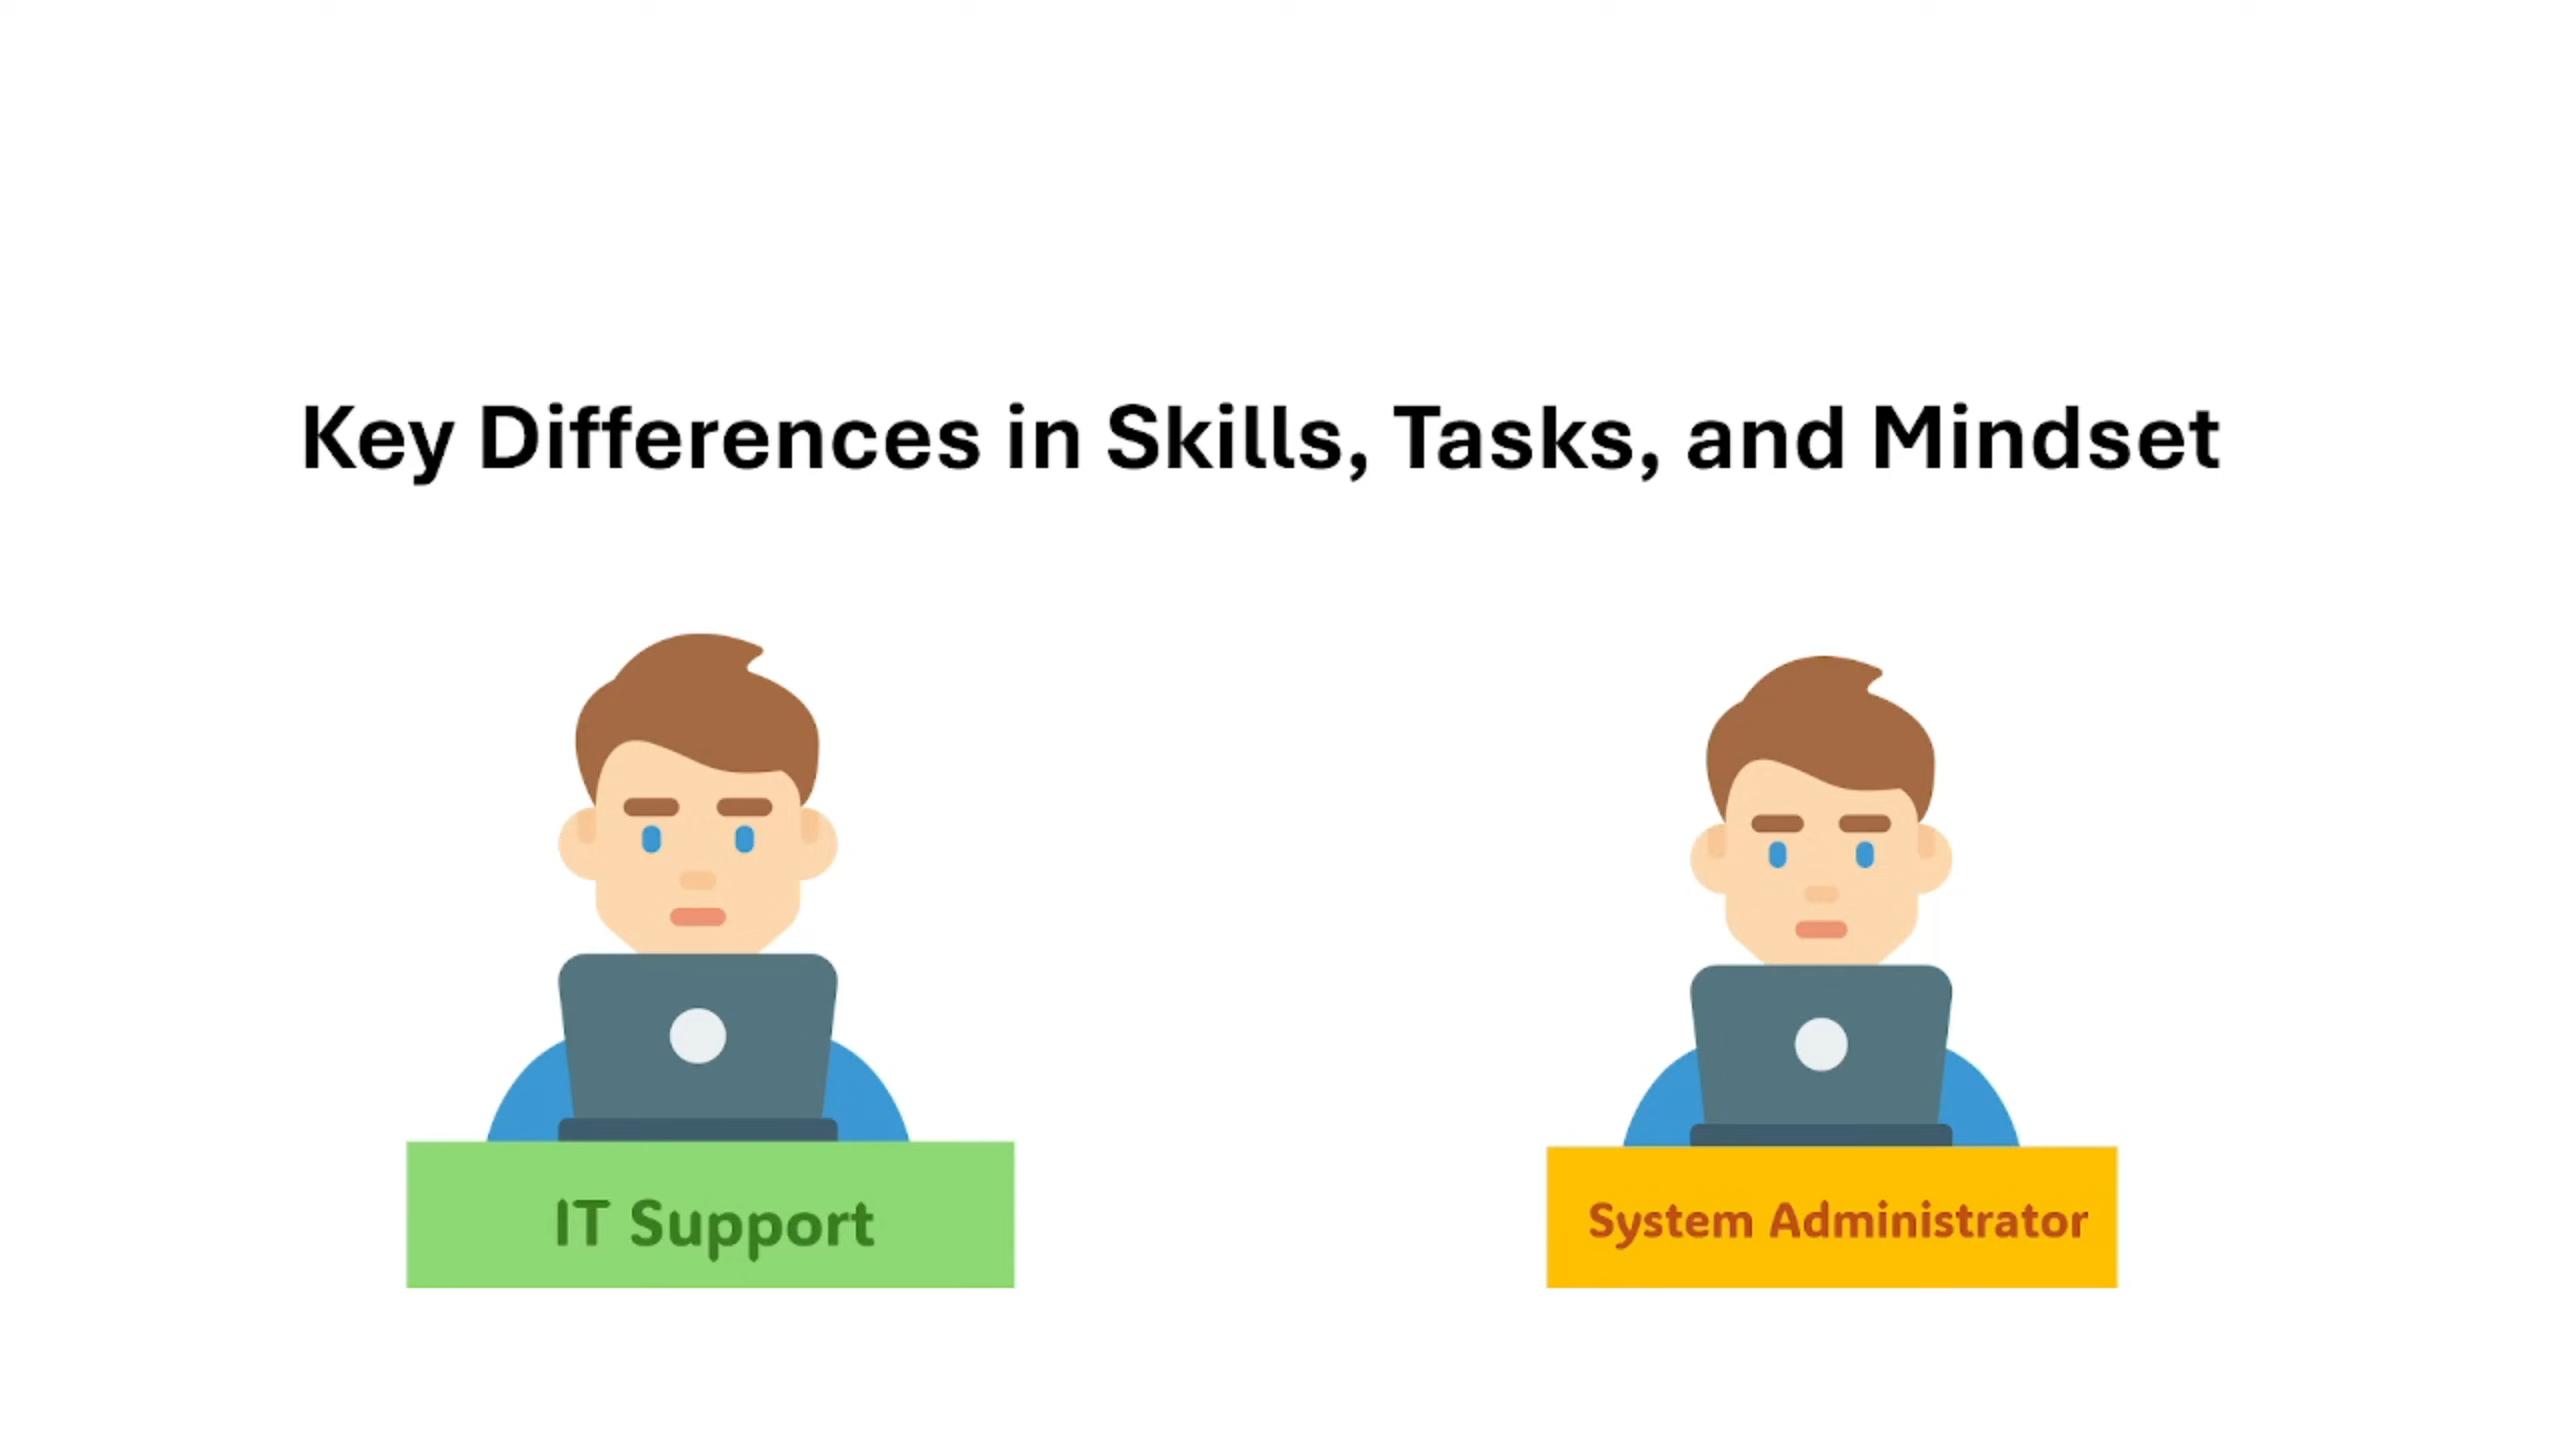 Key Differences in Skills, Tasks, and Mindset
IT Support
System Administrator